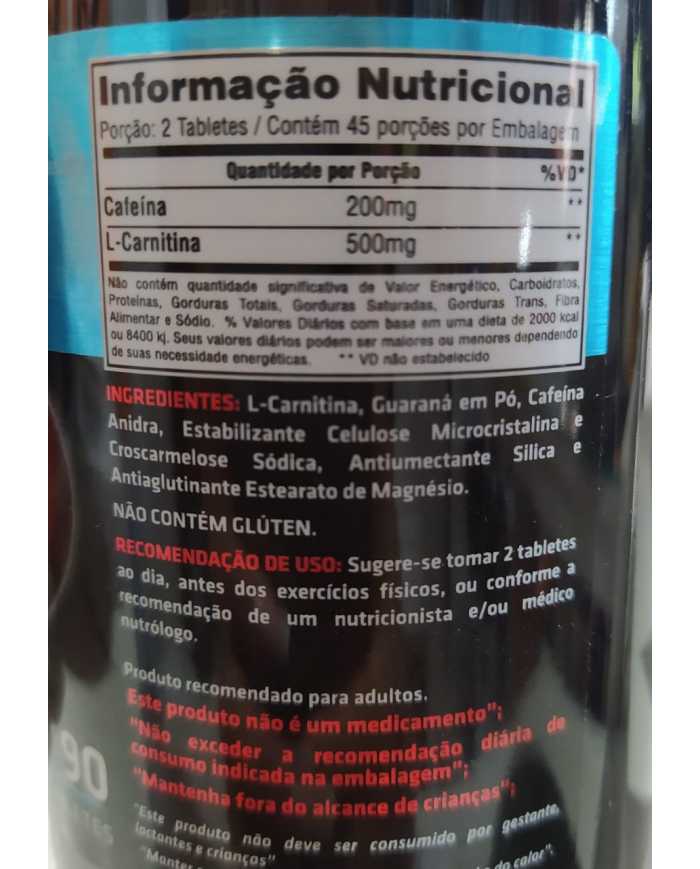 Informação Nutricional
Porção: 2 Tabletes / Contém 45 porções por Embalagem
Quantidade por Porção %VD*
Cafeína 200mg **
L-Carnitina 500mg **
Não contém quantidade significativa de Valor Energético, Carboidratos,
Proteínas, Gorduras Totais, Gorduras Saturadas, Gorduras Trans, Fibra
Alimentar e Sódio. % Valores Diários com base em uma dieta de 2000 kcal
ou 8400 kj. Seus valores diários podem ser maiores ou menores dependendo
de suas necessidade energéticas. ** VD não estabelecido
INGREDIENTES: L-Carnitina, Guaraná em Pó, Cafeína
Anidra, Estabilizante Celulose Microcristalina e
Croscarmelose Sódica, Antiumectante Silica e
Antiaglutinante Estearato de Magnésio.
NÃO CONTÉM GLÚTEN.
RECOMENDAÇÃO DE USO: Sugere-se tomar 2 tabletes
ao dia, antes dos exercícios físicos, ou conforme a
recomendação de um nutricionista e/ou médico
nutrólogo.
Produto recomendado para adultos.
Este produto não é um medicamento";
"Não exceder a recomendação diária de
consumo indicada na embalagem";
"Mantenha fora do alcance de crianças";
"Este produto não deve ser consumido por gestante,
lactantes e crianças"
"Manter do calor";
90